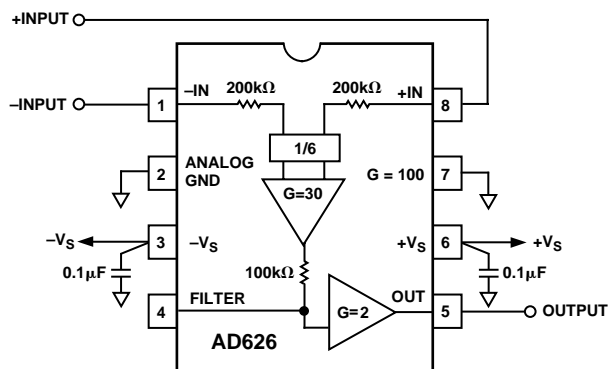 +INPUT
200kΩ 200kΩ
–INPUT 1 –IN +IN 8
1/6
2 ANALOG GND G = 100 7
G=30
–VS 3 –VS +VS 6 +VS
0.1µF 100kΩ 0.1µF
4 FILTER G=2 OUT 5 OUTPUT
AD626